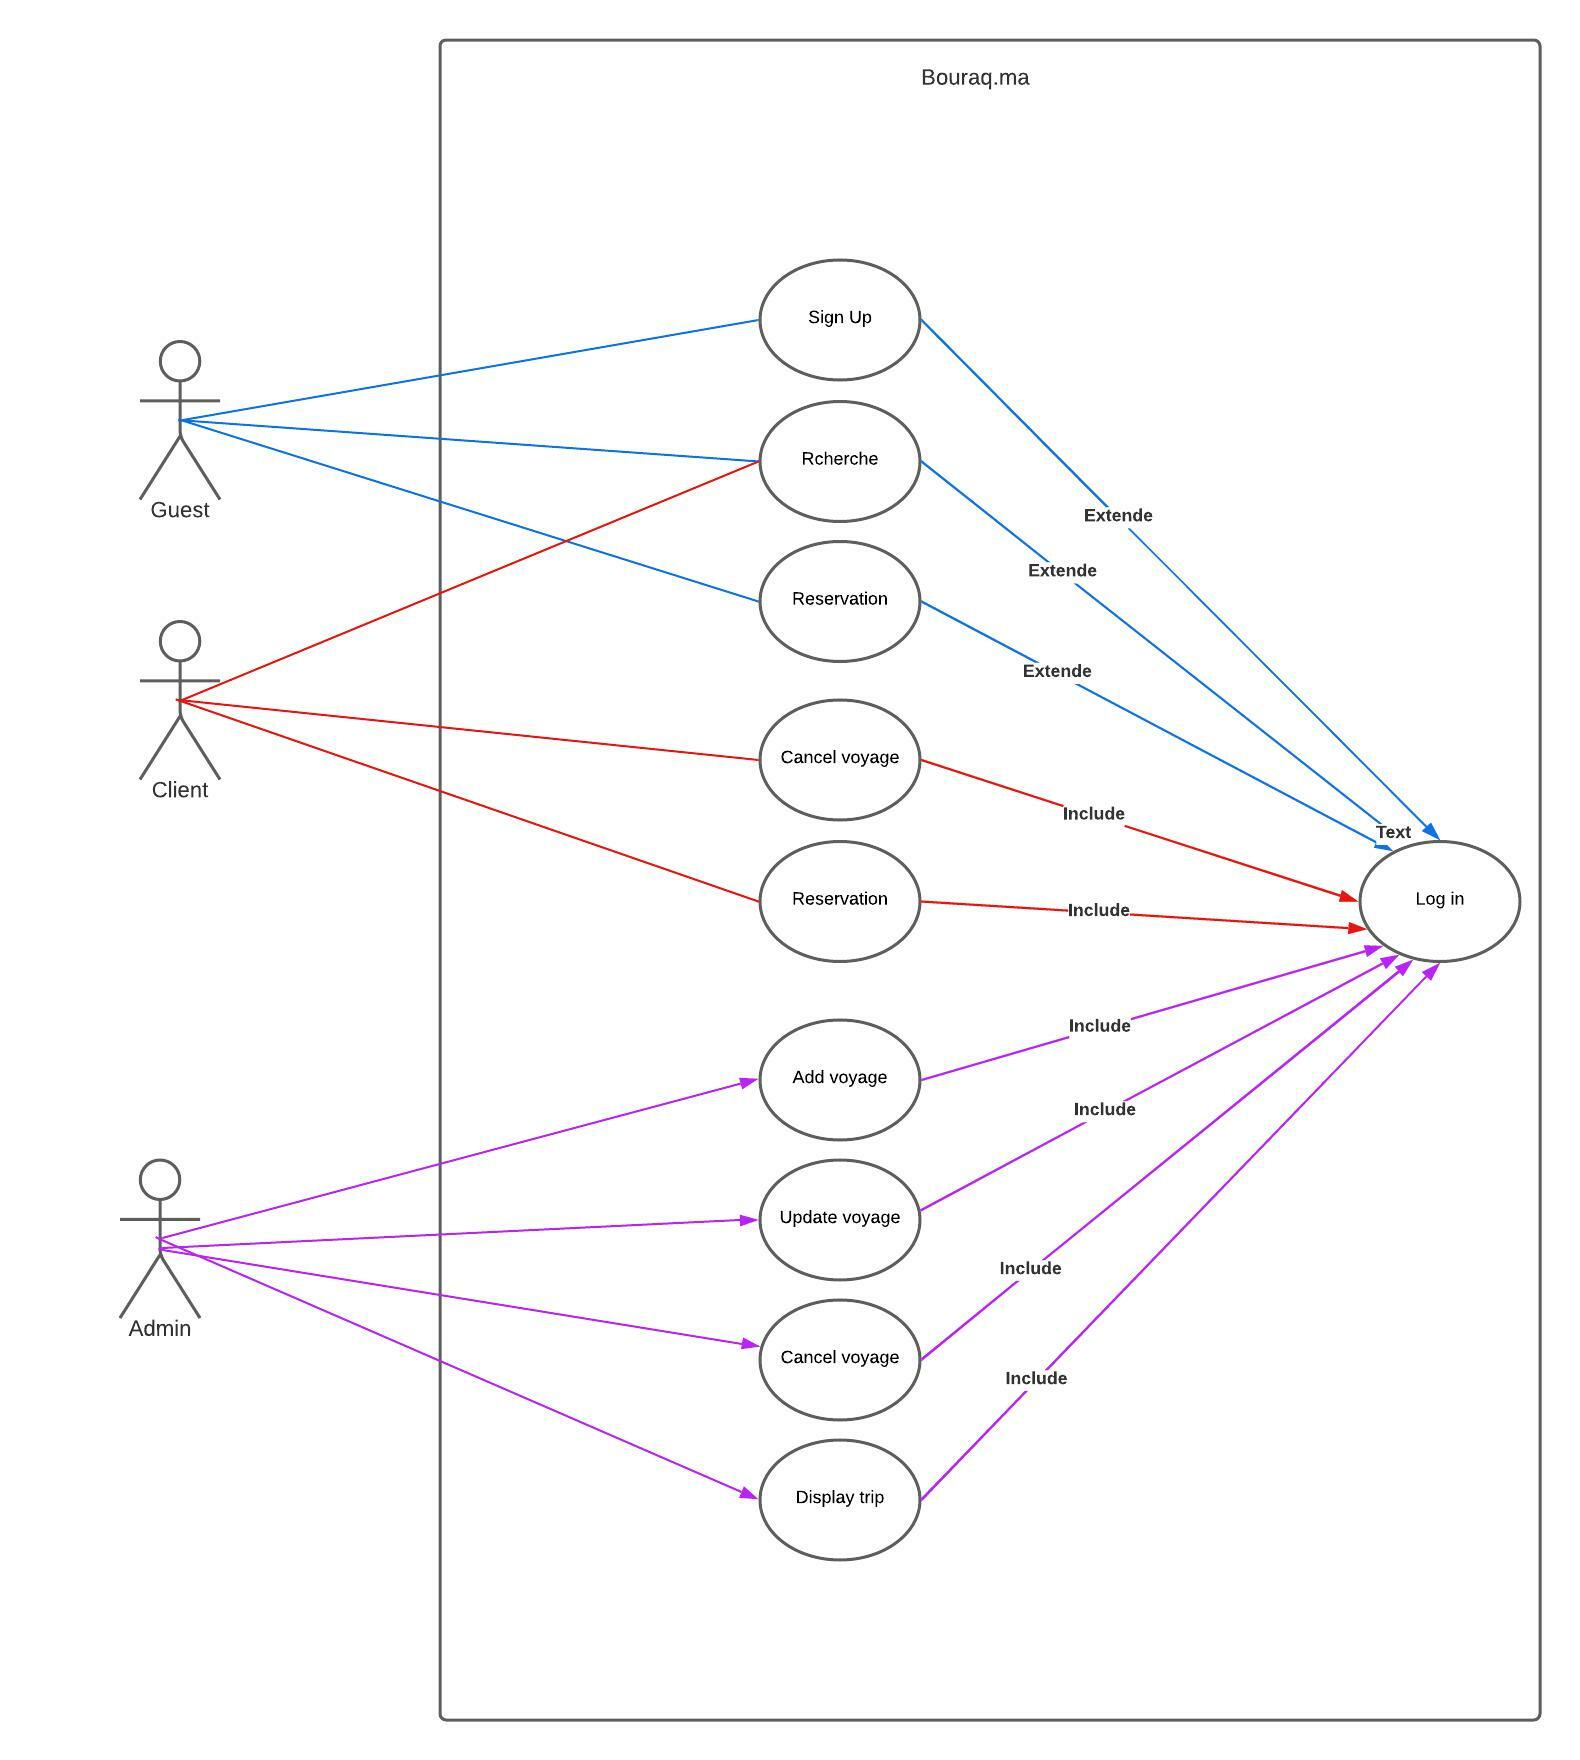 Bouraq.ma
Sign Up
Guest
Rcherche
Extende
Extende
Reservation
Extende
Client
Cancel voyage
Include
Text
Reservation
Include
Log in
Add voyage
Include
Update voyage
Include
Admin
Cancel voyage
Include
Display trip
Include